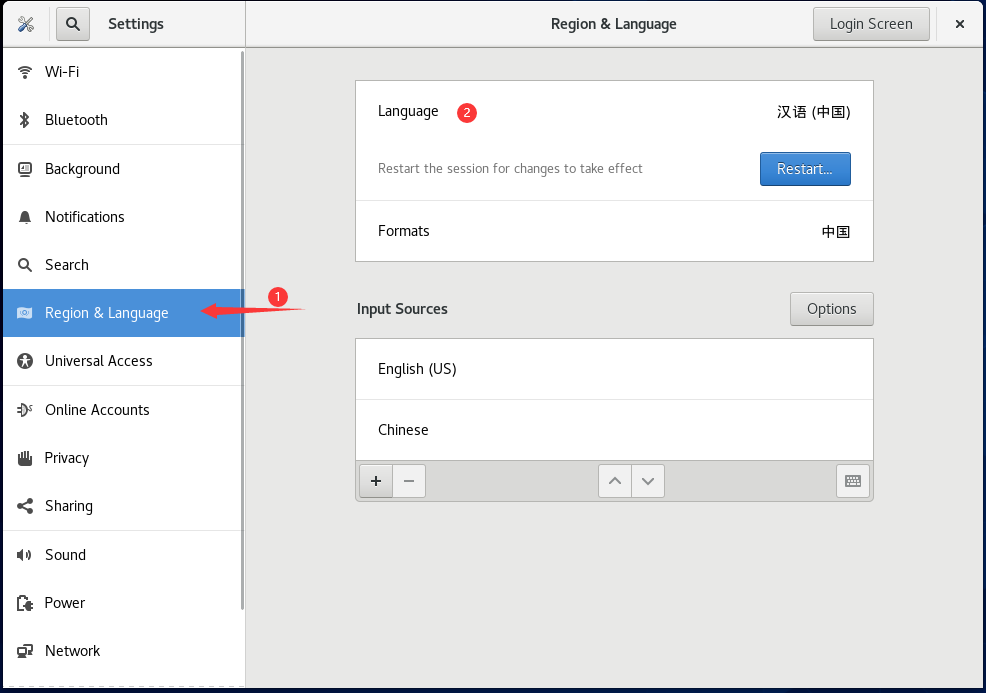 Settings
Region & Language
Login Screen
Wi-Fi
Bluetooth
Background
Notifications
Search
Region & Language
1
Universal Access
Online Accounts
Privacy
Sharing
Sound
Power
Network
Language
2
汉语 (中国)
Restart the session for changes to take effect
Restart...
Formats
中国
Input Sources
Options
English (US)
Chinese